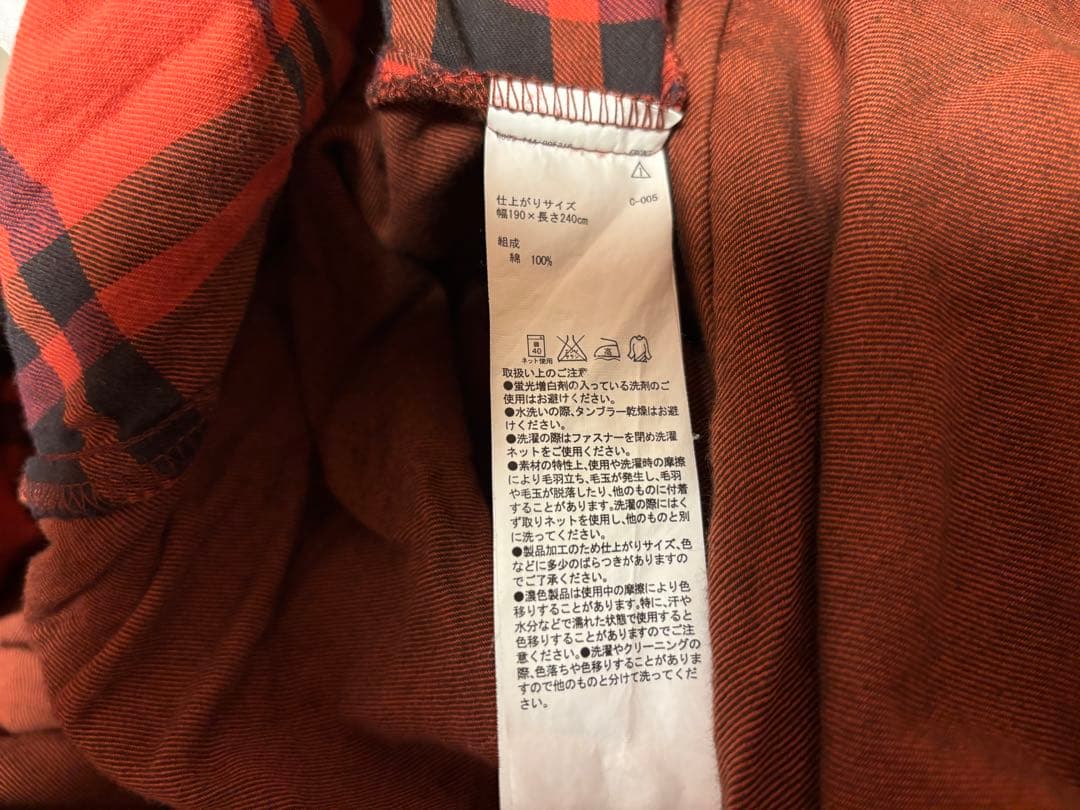 C-005
仕上がりサイズ
幅190×長さ240cm
組成
綿 100%
40
ネット使用
取扱い上のご注意
●蛍光増白剤の入っている洗剤のご
使用はお避けください。
●水洗いの際、タンブラー乾燥はお避
けください。
●洗濯の際はファスナーを閉め洗濯
ネットをご使用ください。
●素材の特性上、使用や洗濯時の摩擦
により毛羽立ち、毛玉が発生し、毛羽
や毛玉が脱落したり、他のものに付着
することがあります。洗濯の際にはく
ず取りネットを使用し、他のものと別
に洗ってください。
●製品加工のため仕上がりサイズ、色
などに多少のばらつきがありますの
でご了承ください。
●濃色製品は使用中の摩擦により色
移りすることがあります。特に、汗や
水分などで濡れた状態で使用すると
色移りすることがありますのでご注
意ください。●洗濯やクリーニングの
際、色落ちや色移りすることがありま
すので他のものと分けて洗ってくだ
さい。